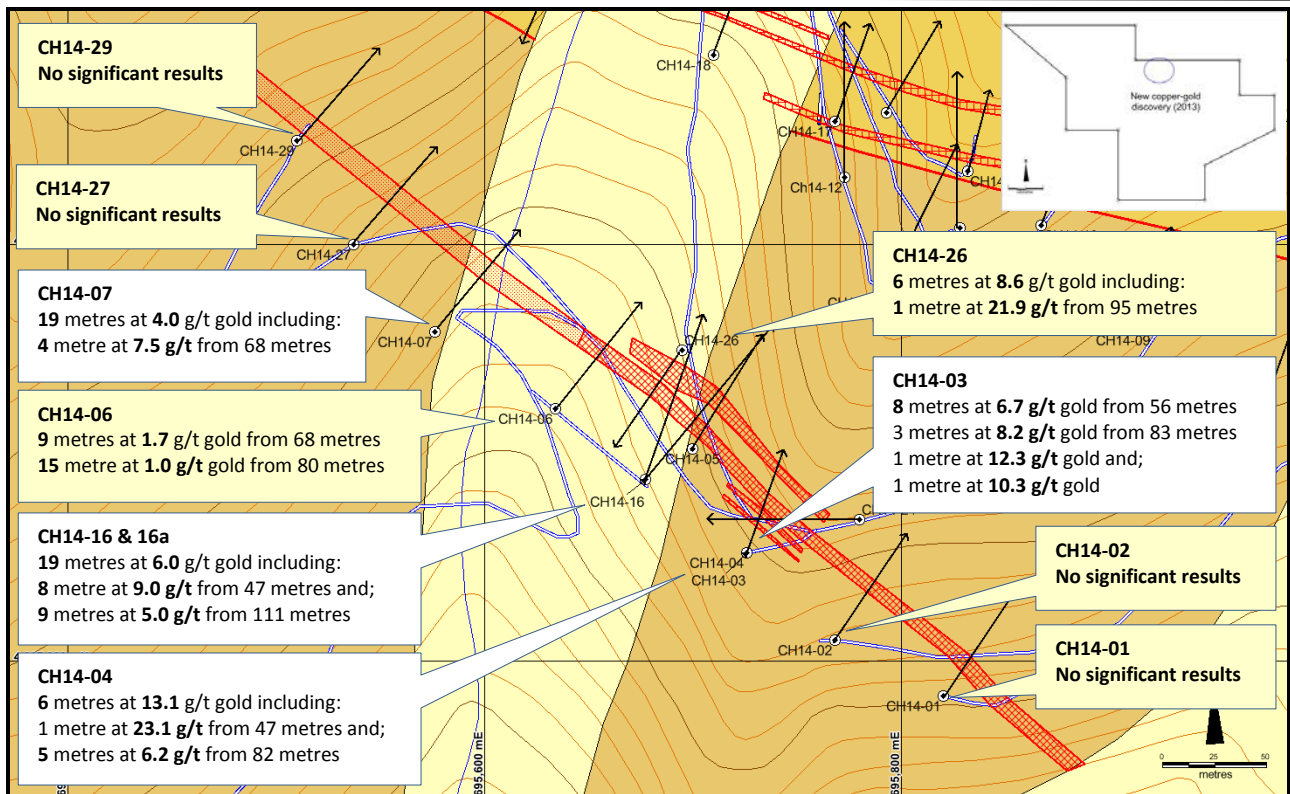 CH14-29
No significant results
CH14-27
No significant results
CH14-07
19 metres at 4.0 g/t gold including:
4 metre at 7.5 g/t from 68 metres
CH14-06
9 metres at 1.7 g/t gold from 68 metres
15 metre at 1.0 g/t gold from 80 metres
CH14-16 & 16a
19 metres at 6.0 g/t gold including:
8 metre at 9.0 g/t from 47 metres and;
9 metres at 5.0 g/t from 111 metres
CH14-04
6 metres at 13.1 g/t gold including:
1 metre at 23.1 g/t from 47 metres and;
5 metres at 6.2 g/t from 82 metres
CH14-29
CH14-27
CH14-07
CH14-06
CH14-16
CH14-18
CH14-17
Ch14-12
CH14-26
CH14-05
CH14-04
CH14-03
CH14-02
CH14-01
CH14-09
695,600 mE
695,800 mE
New copper-gold
discovery (2013)
CH14-26
6 metres at 8.6 g/t gold including:
1 metre at 21.9 g/t from 95 metres
CH14-03
8 metres at 6.7 g/t gold from 56 metres
3 metres at 8.2 g/t gold from 83 metres
1 metre at 12.3 g/t gold and;
1 metre at 10.3 g/t gold
CH14-02
No significant results
CH14-01
No significant results
0 25 50
metres